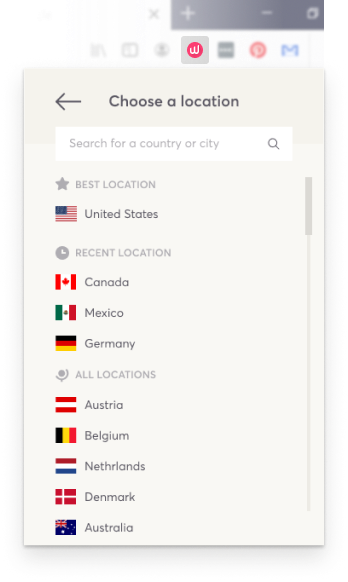 Choose a location
Search for a country or city
BEST LOCATION
United States
RECENT LOCATION
Canada
Mexico
Germany
ALL LOCATIONS
Austria
Belgium
Nethrlands
Denmark
Australia